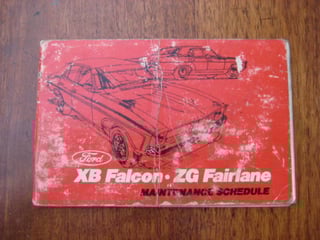 Ford
XB Falcon · ZG Fairlane
MAINTENANCE SCHEDULE